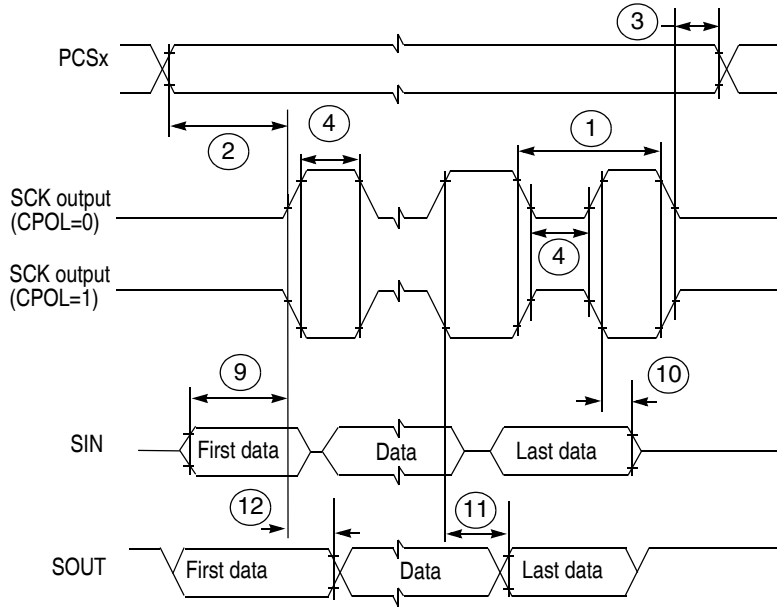 3
PCSx
2
4
1
SCK output
(CPOL=0)
4
SCK output
(CPOL=1)
9
10
SIN
First data
Data
Last data
12
11
SOUT
First data
Data
Last data